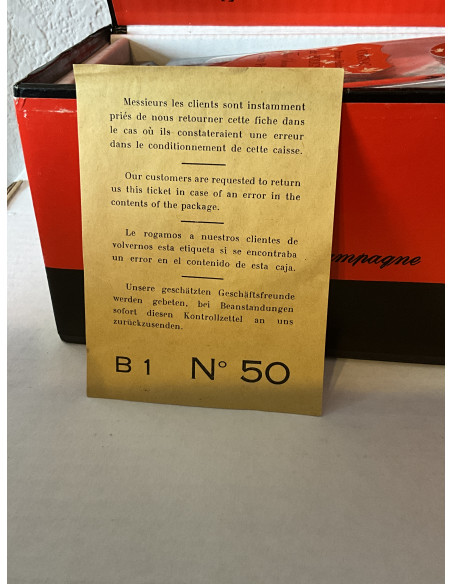 Messieurs les clients sont instamment
priés de nous retourner cette fiche dans
le cas où ils constateraient une erreur
dans le conditionnement de cette caisse.
Our customers are requested to return
us this ticket in case of an error in the
contents of the package.
Le rogamos a nuestros clientes de
volvernos esta etiqueta si se encontraba
un error en el contenido de esta caja.
Unsere geschätzten Geschäftsfreunde
werden gebeten, bei Beanstandungen
sofort diesen Kontrollzettel an uns
zurückzusenden.
B 1 Nº 50
mpagne